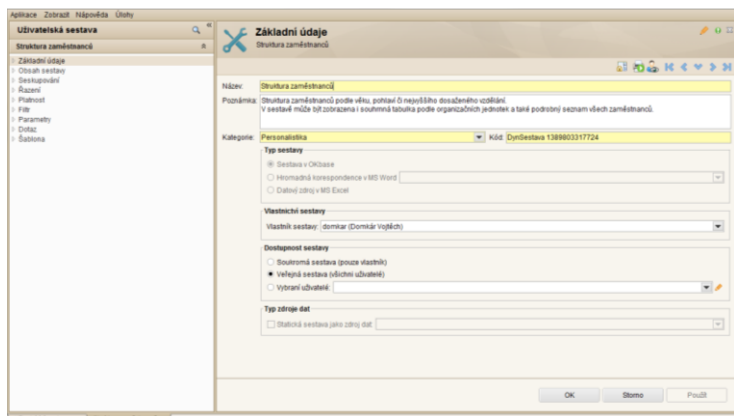 Aplikace Zobrazit Nápověda Úlohy
Uživatelská sestava
Struktura zaměstnanců
Základní údaje
Obsah sestavy
Seskupování
Řazení
Platnost
Filtr
Parametry
Dotaz
Šablona
Základní údaje
Struktura zaměstnanců
Název: Struktura zaměstnanců
Poznámka: Struktura zaměstnanců podle věku, pohlaví či nejvyššího dosaženého vzdělání.
V sestavě může být zobrazena i souhrnná tabulka podle organizačních jednotek a také podrobný seznam všech zaměstnanců.
Kategorie: Personalistika Kód: DynSestava 1389803317724
Typ sestavy
Sestava v OKbase
Hromadná korespondence v MS Word
Datový zdroj v MS Excel
Vlastnictví sestavy
Vlastník sestavy: domkar (Domkár Vojtěch)
Dostupnost sestavy
Soukromá sestava (pouze vlastník)
Veřejná sestava (všichni uživatelé)
Vybraní uživatelé:
Typ zdroje dat
Statická sestava jako zdroj dat:
OK Storno Použít